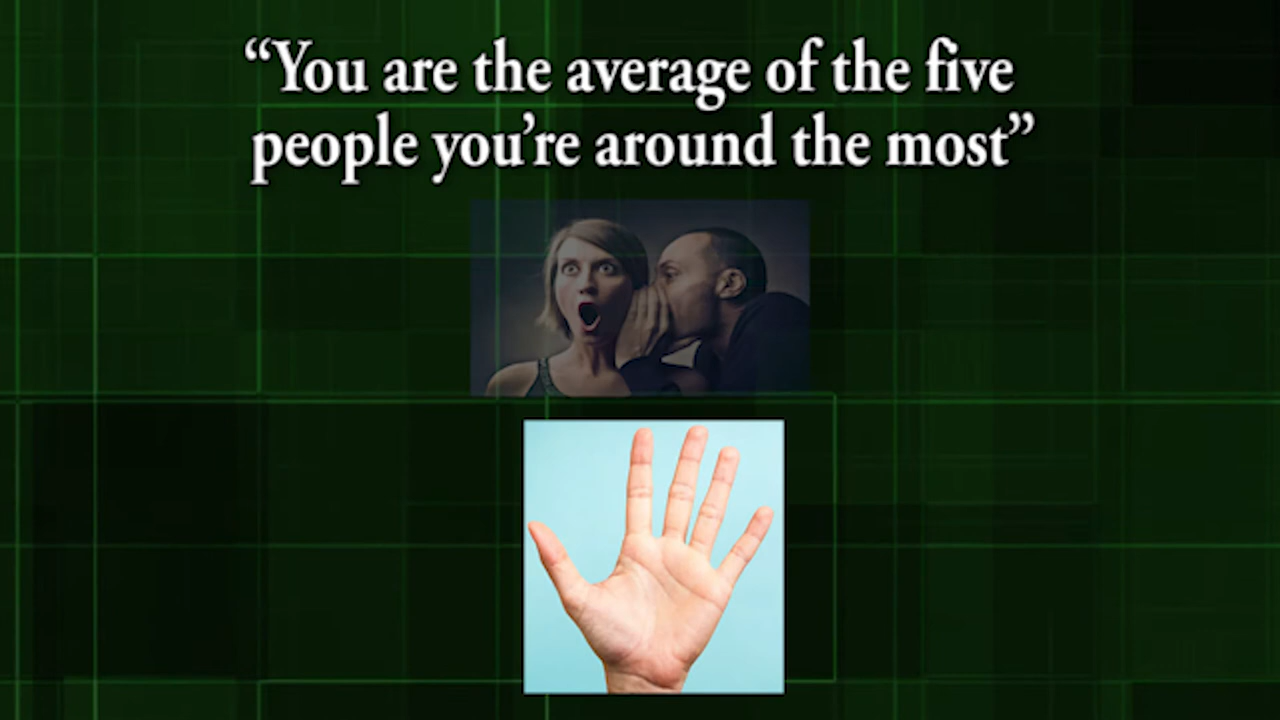 “You are the average of the five
people you’re around the most”